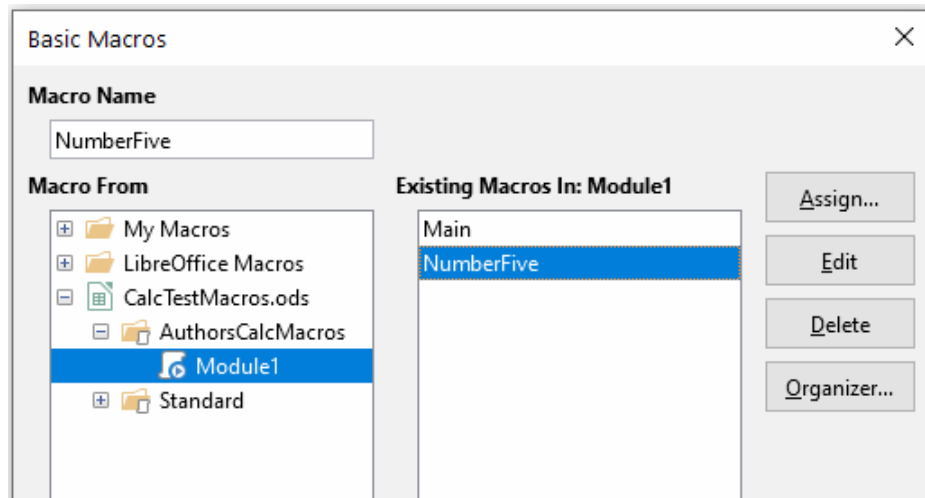 Basic Macros
Macro Name
NumberFive
Macro From
My Macros
LibreOffice Macros
CalcTestMacros.ods
AuthorsCalcMacros
Module1
Standard
Existing Macros In: Module1
Main
NumberFive
Assign...
Edit
Delete
Organizer...